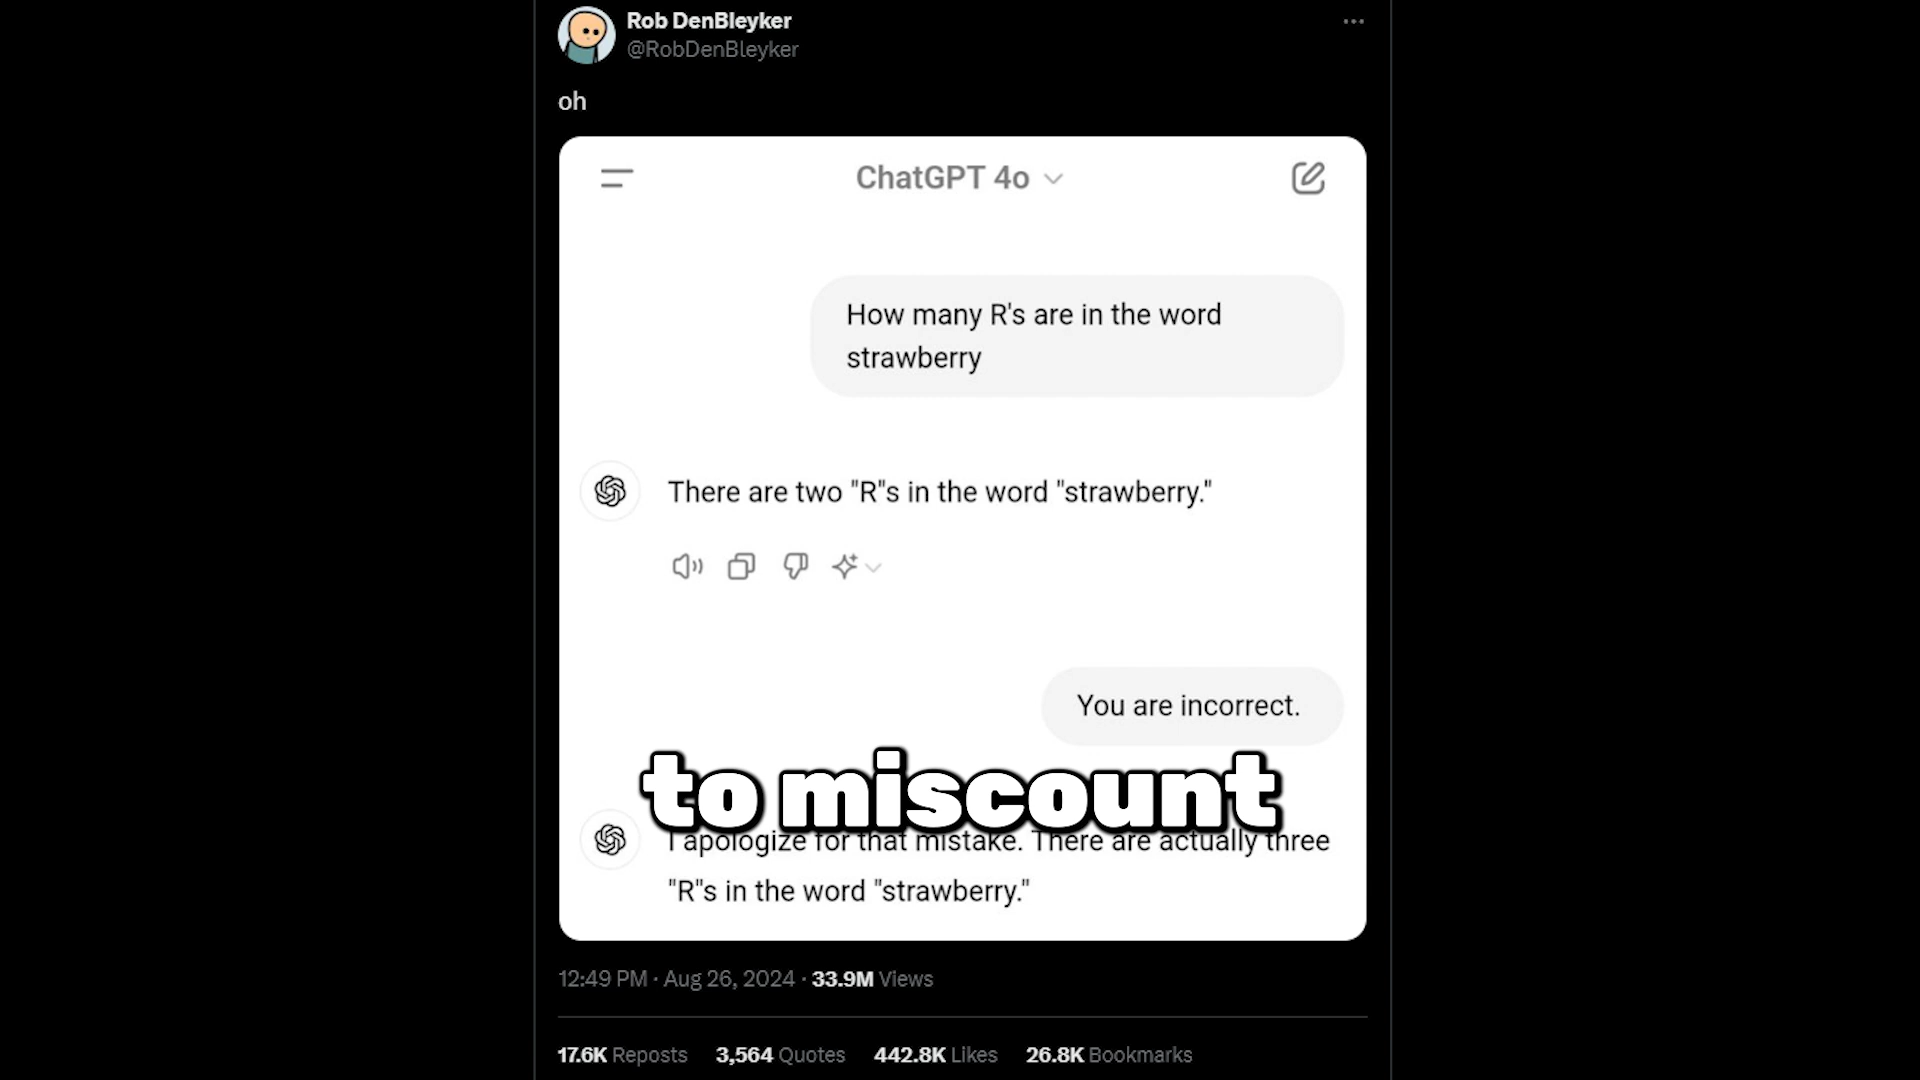 Rob DenBleyker
@RobDenBleyker
oh
ChatGPT 4o
How many R's are in the word
strawberry
There are two "R"s in the word "strawberry."
You are incorrect.
to miscount
I apologize for that mistake. There are actually three
"R"s in the word "strawberry."
12:49 PM · Aug 26, 2024 · 33.9M Views
17.6K Reposts 3,564 Quotes 442.8K Likes 26.8K Bookmarks